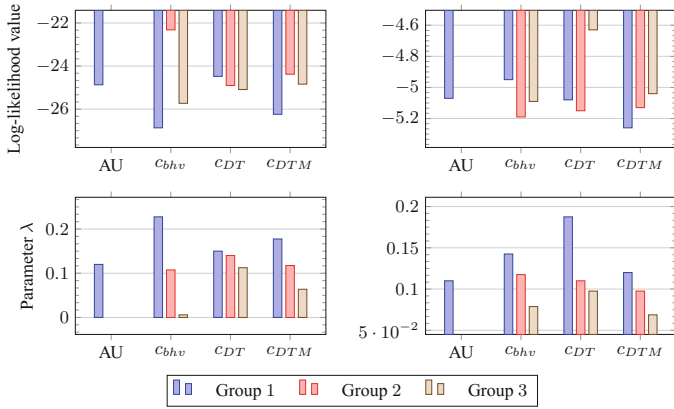 Log-likelihood value
−22
−24
−26
AU
c_bhv
c_DT
c_DTM
−4.6
−4.8
−5
−5.2
AU
c_bhv
c_DT
c_DTM
Parameter λ
0.2
0.1
0
AU
c_bhv
c_DT
c_DTM
0.2
0.15
0.1
5 · 10⁻²
AU
c_bhv
c_DT
c_DTM
Group 1 Group 2 Group 3